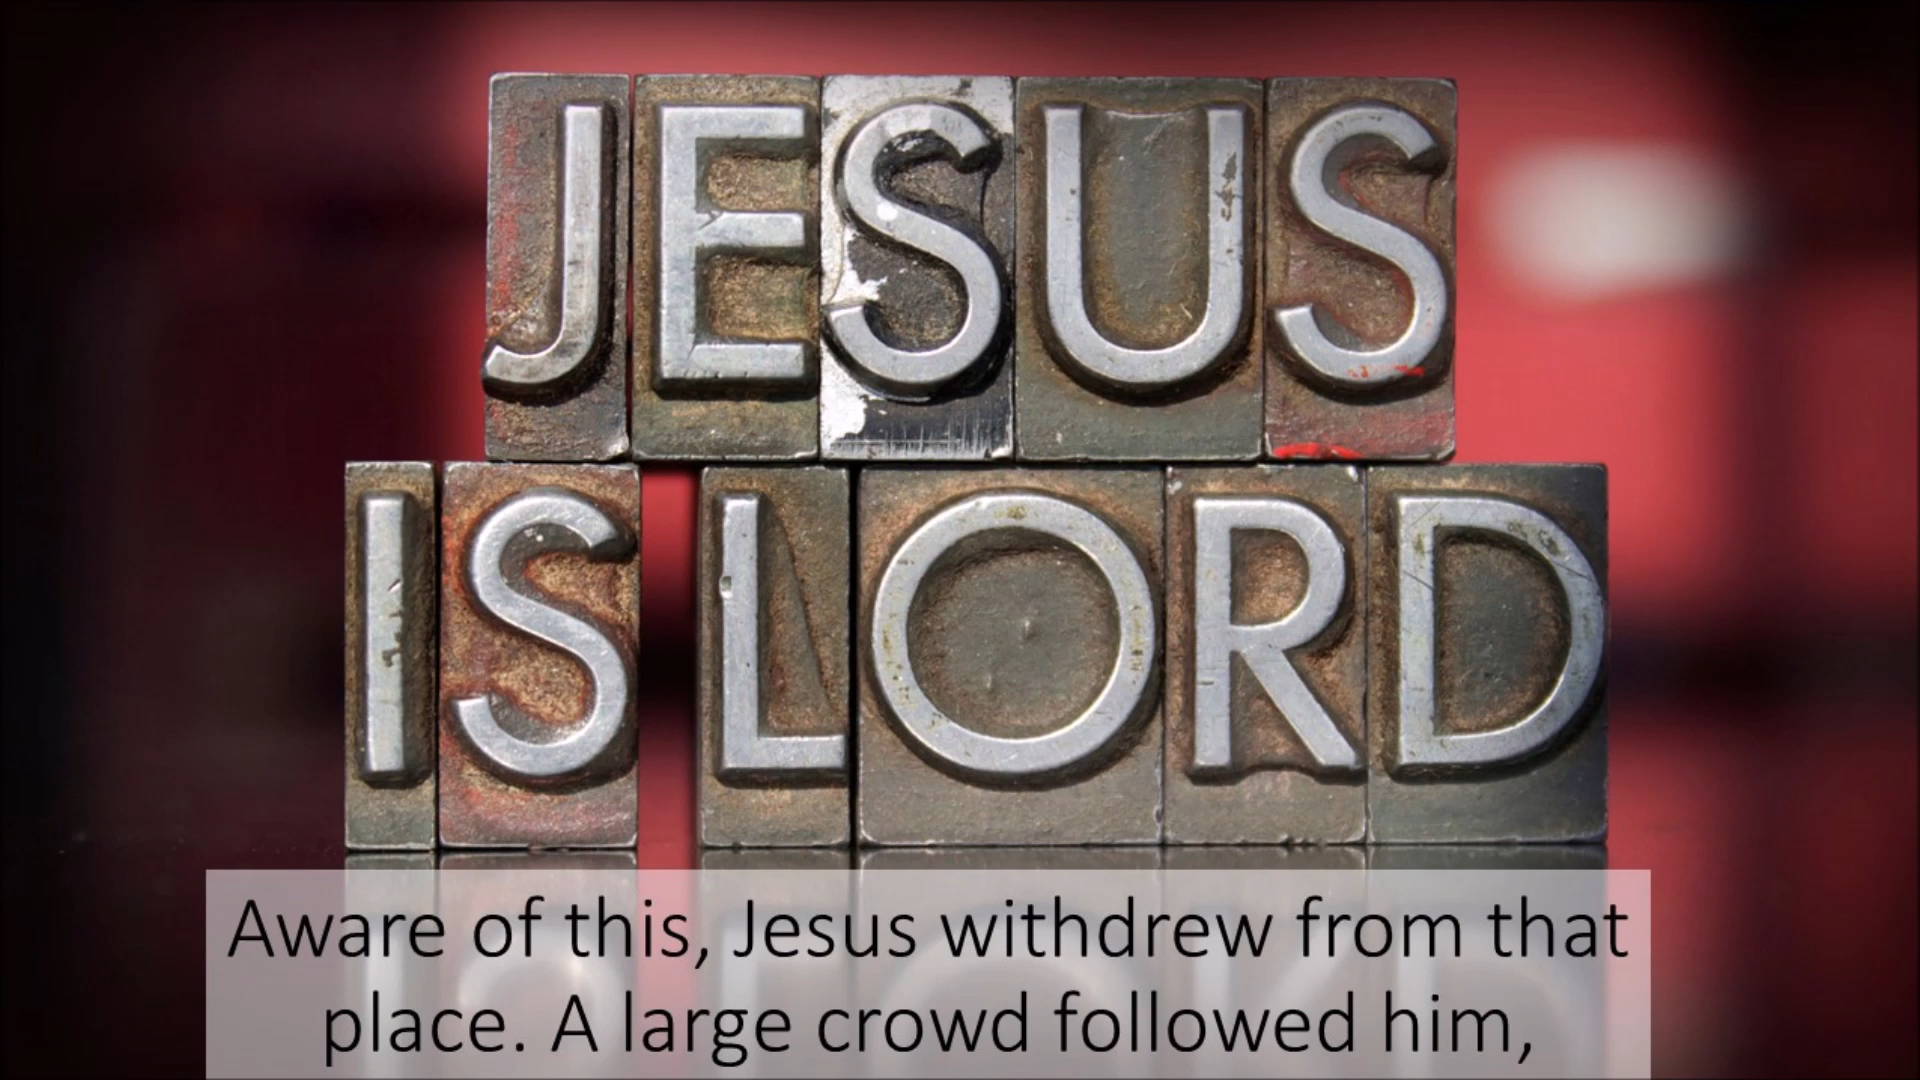 JESUS
IS LORD
Aware of this, Jesus withdrew from that
place. A large crowd followed him,